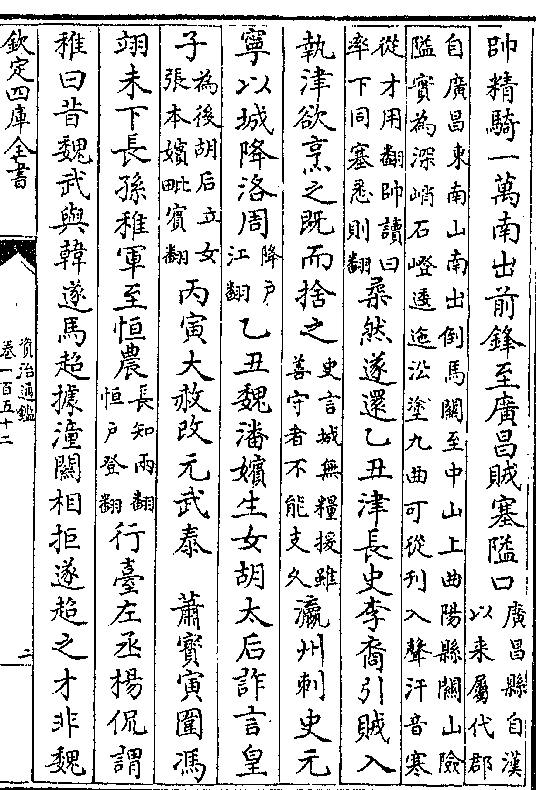 帥精騎一萬南出前鋒至廣昌賊塞隘口廣昌縣自漢以來屬代郡
自廣昌東南山南出倒馬關至中山上曲陽縣關山險隘實為深峭石磴逶迤沿塗九曲可從列入聲汗音寒
從才用翻帥讀曰率下同塞悉則翻柔然遂還乙丑津長史李裔引賊入
執津欲烹之既而捨之史言城無糧援雖善守者不能支久瀛州刺史元
寧以城降洛周降戶江翻乙丑魏潘嬪生女胡太后詐言皇
子為後胡后立女張本嬪毗賓翻丙寅大赦改元武泰　蕭寳寅圍馮
翊未下長孫稚軍至恒農長知兩翻恒戶登翻行臺左丞楊侃謂
稚曰昔魏武與韓遂馬超據潼關相拒遂超之才非魏
欽定四庫全書
資治通鑑
卷一百五十二
二